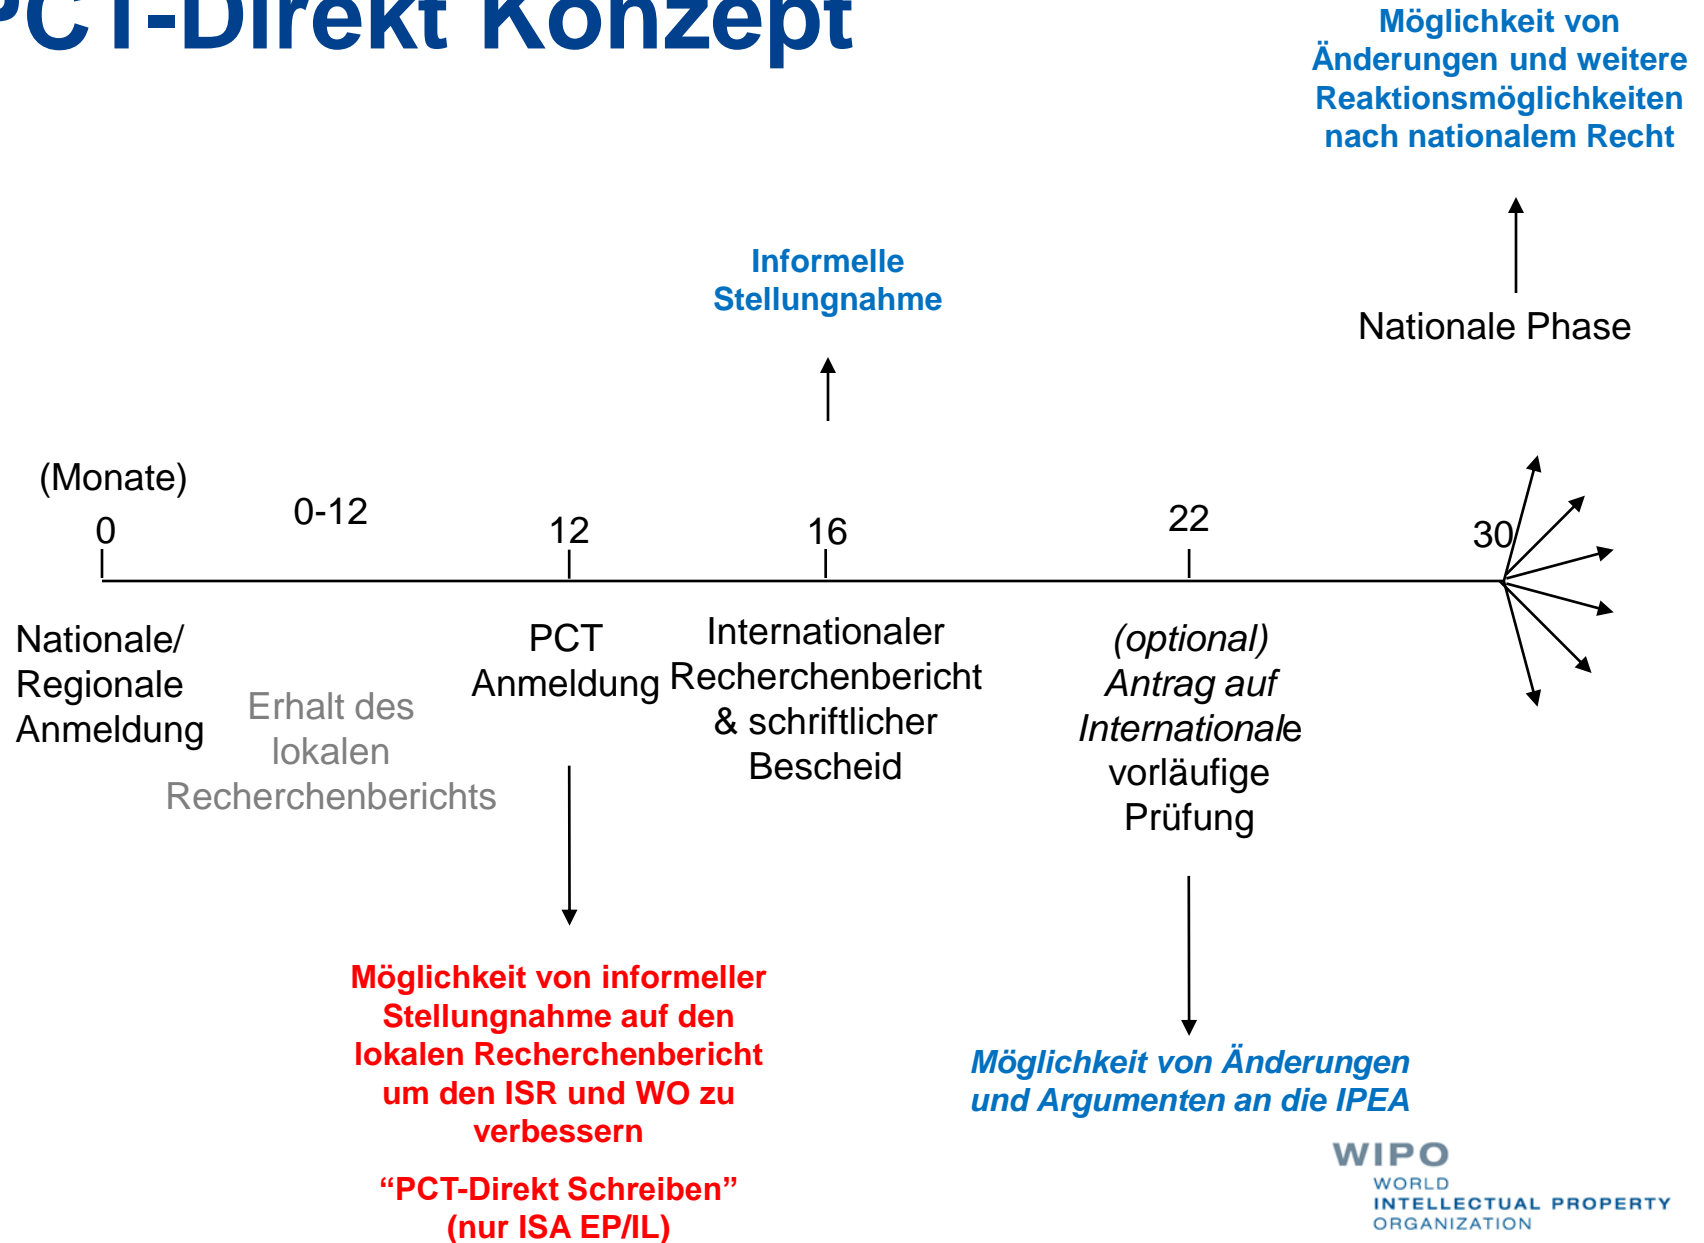 PCT-Direkt Konzept
Möglichkeit von
Änderungen und weitere
Reaktionsmöglichkeiten
nach nationalem Recht
Informelle
Stellungnahme
Nationale Phase
(Monate)
0
0-12
12
16
22
30
Nationale/
Regionale
Anmeldung
Erhalt des
lokalen
Recherchenberichts
PCT
Anmeldung
Internationaler
Recherchenbericht
& schriftlicher
Bescheid
(optional)
Antrag auf
Internationale
vorläufige
Prüfung
Möglichkeit von informeller
Stellungnahme auf den
lokalen Recherchenbericht
um den ISR und WO zu
verbessern
“PCT-Direkt Schreiben”
(nur ISA EP/IL)
Möglichkeit von Änderungen
und Argumenten an die IPEA
WIPO
WORLD
INTELLECTUAL PROPERTY
ORGANIZATION